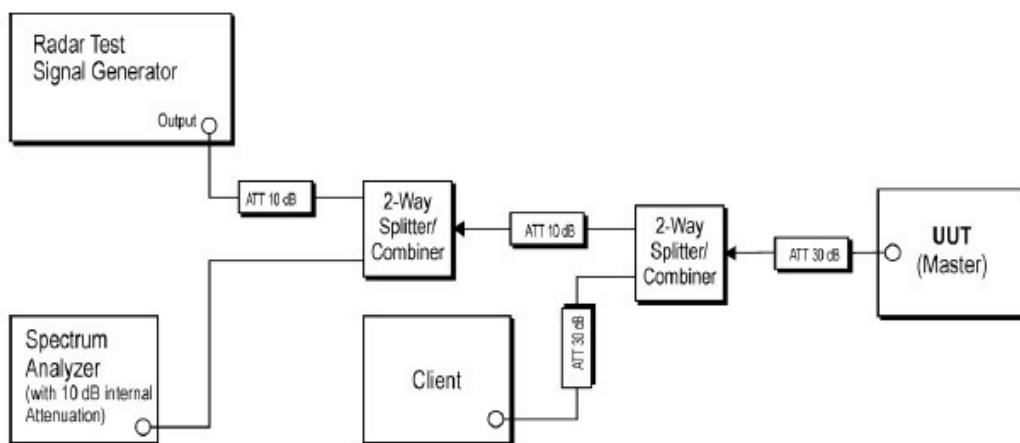 Radar Test
Signal Generator
Output
ATT 10 dB
2-Way
Splitter/
Combiner
ATT 10 dB
2-Way
Splitter/
Combiner
ATT 30 dB
UUT
(Master)
Spectrum
Analyzer
(with 10 dB internal
Attenuation)
Client
ATT 30 dB